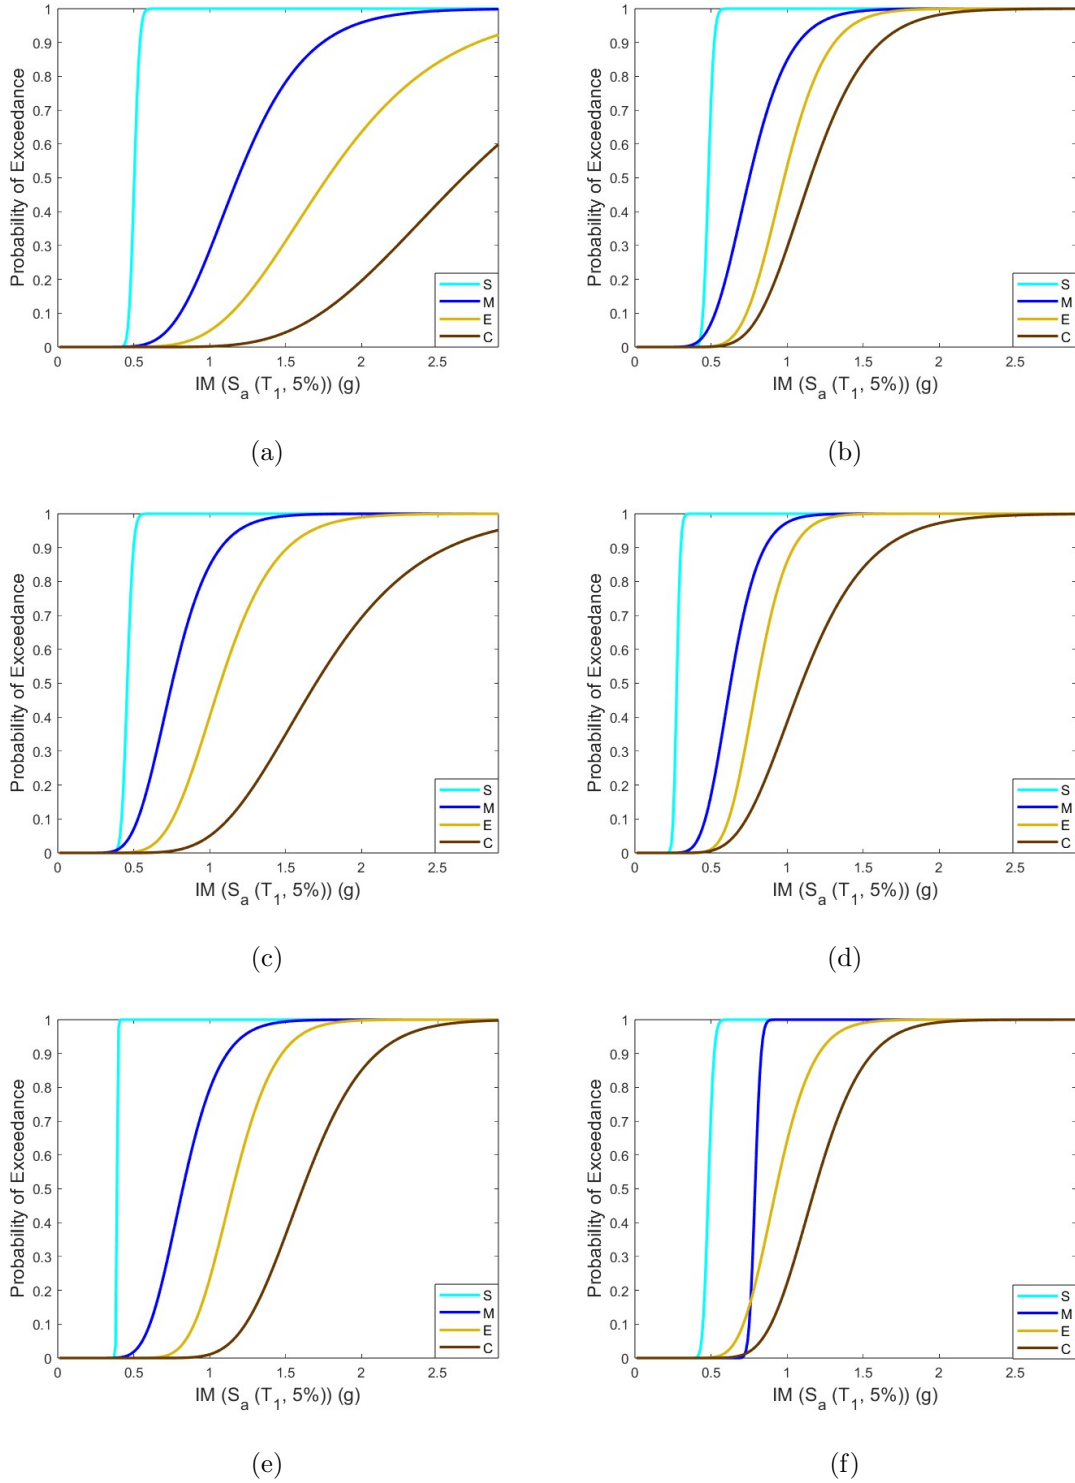 1
0.9
0.8
0.7
0.6
0.5
0.4
0.3
0.2
0.1
0
Probability of Exceedance
0 0.5 1 1.5 2 2.5
IM (Sa (T1, 5%)) (g)
S
M
E
C
(a)
1
0.9
0.8
0.7
0.6
0.5
0.4
0.3
0.2
0.1
0
Probability of Exceedance
0 0.5 1 1.5 2 2.5
IM (Sa (T1, 5%)) (g)
S
M
E
C
(b)
1
0.9
0.8
0.7
0.6
0.5
0.4
0.3
0.2
0.1
0
Probability of Exceedance
0 0.5 1 1.5 2 2.5
IM (Sa (T1, 5%)) (g)
S
M
E
C
(c)
1
0.9
0.8
0.7
0.6
0.5
0.4
0.3
0.2
0.1
0
Probability of Exceedance
0 0.5 1 1.5 2 2.5
IM (Sa (T1, 5%)) (g)
S
M
E
C
(d)
1
0.9
0.8
0.7
0.6
0.5
0.4
0.3
0.2
0.1
0
Probability of Exceedance
0 0.5 1 1.5 2 2.5
IM (Sa (T1, 5%)) (g)
S
M
E
C
(e)
1
0.9
0.8
0.7
0.6
0.5
0.4
0.3
0.2
0.1
0
Probability of Exceedance
0 0.5 1 1.5 2 2.5
IM (Sa (T1, 5%)) (g)
S
M
E
C
(f)